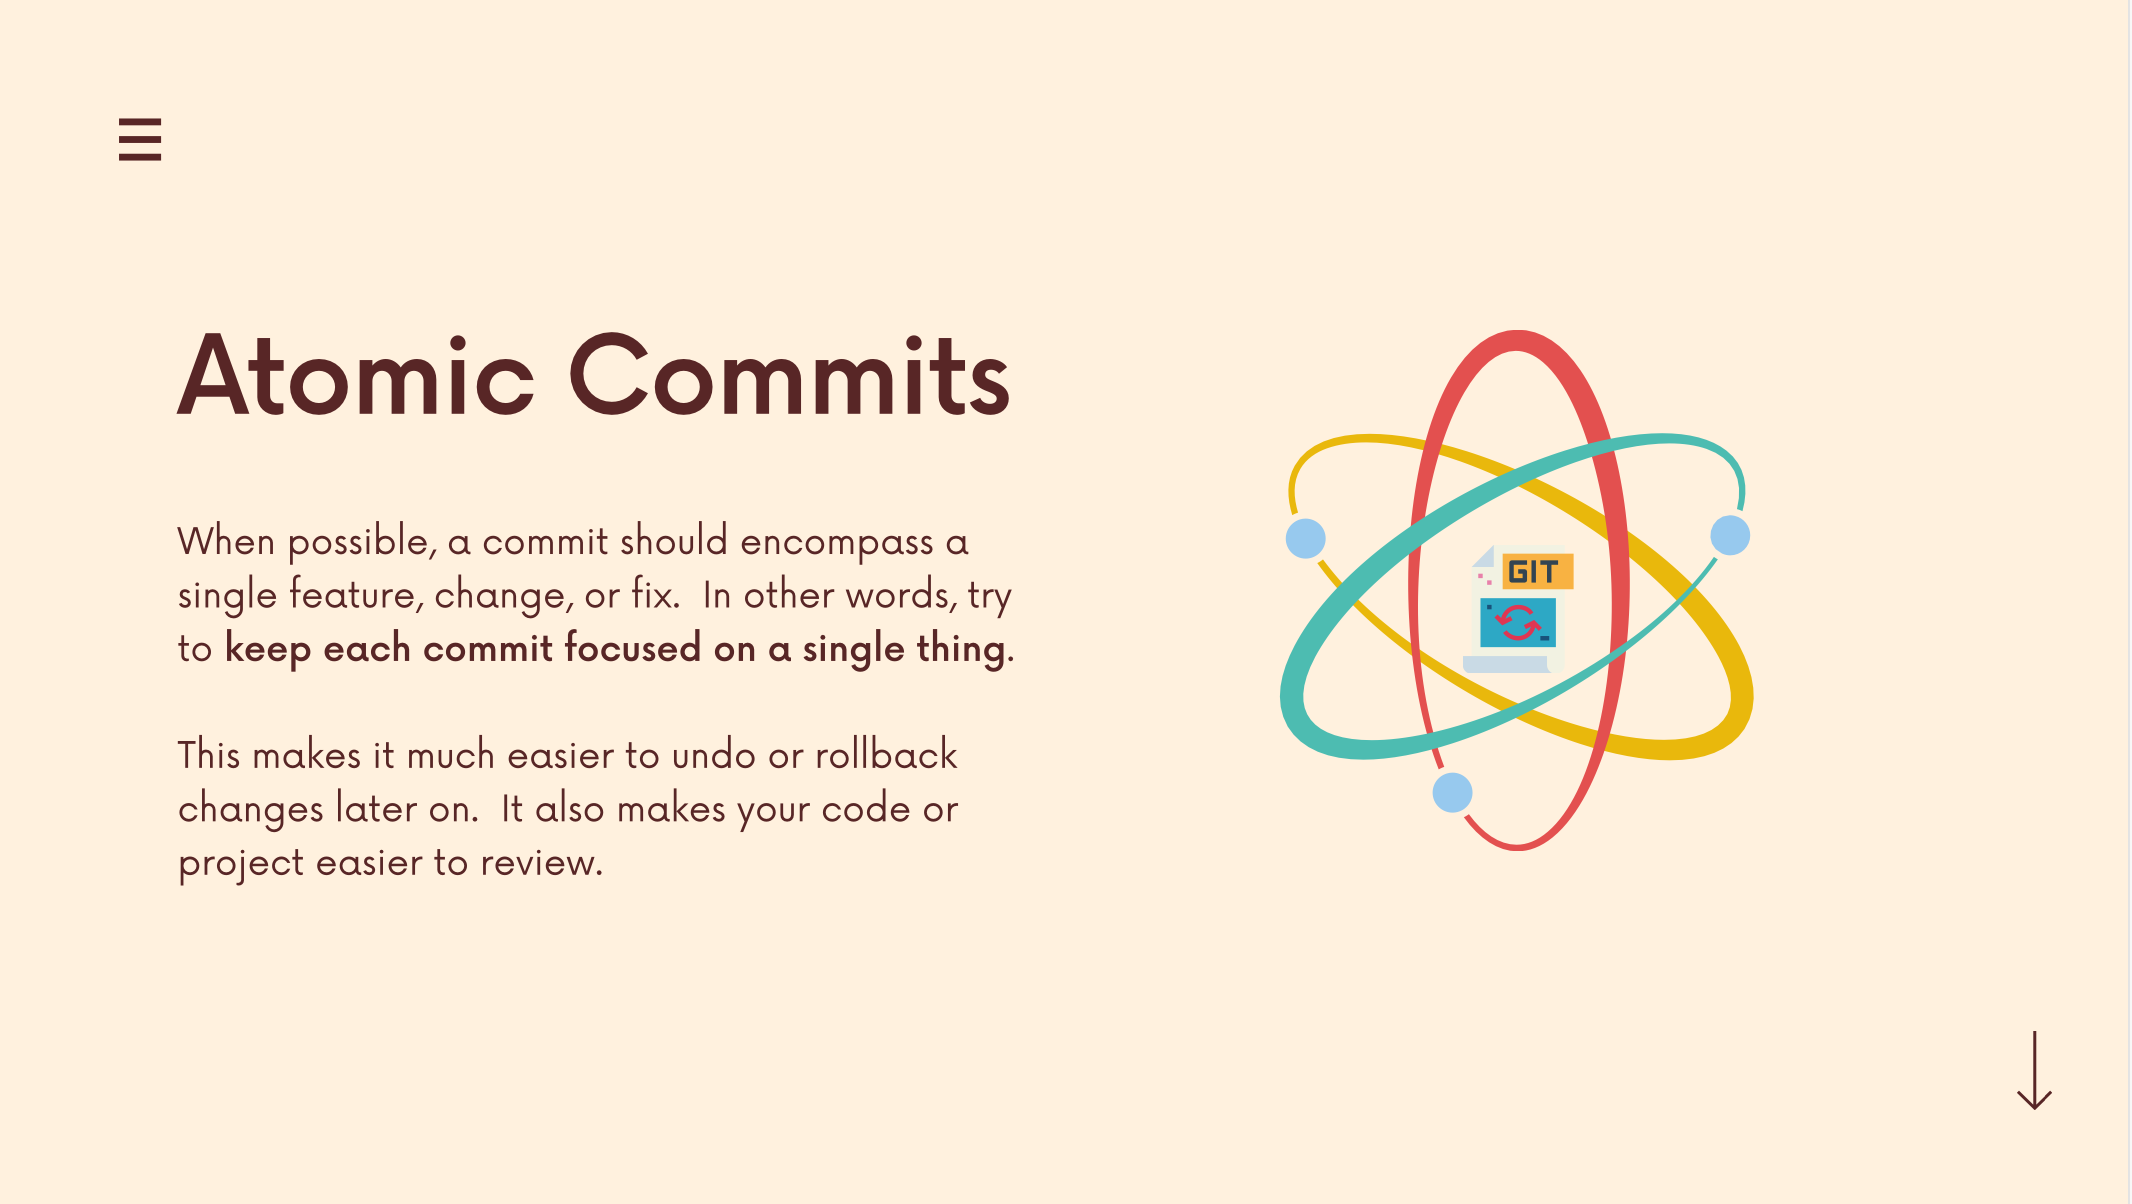 Atomic Commits
When possible, a commit should encompass a
single feature, change, or fix.  In other words, try
to keep each commit focused on a single thing.
This makes it much easier to undo or rollback
changes later on.  It also makes your code or
project easier to review.
GIT